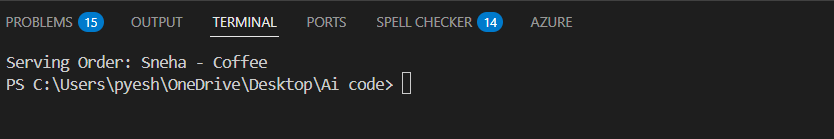 PROBLEMS 15 OUTPUT TERMINAL PORTS SPELL CHECKER 14 AZURE
Serving Order: Sneha - Coffee
PS C:\Users\pyesh\OneDrive\Desktop\Ai code>